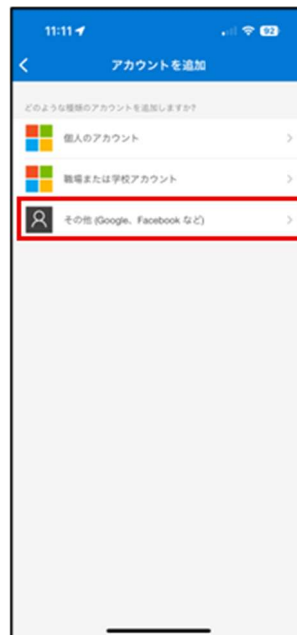 11:11
92
アカウントを追加
どのような種類のアカウントを追加しますか?
個人のアカウント
職場または学校アカウント
その他 (Google、Facebook など)